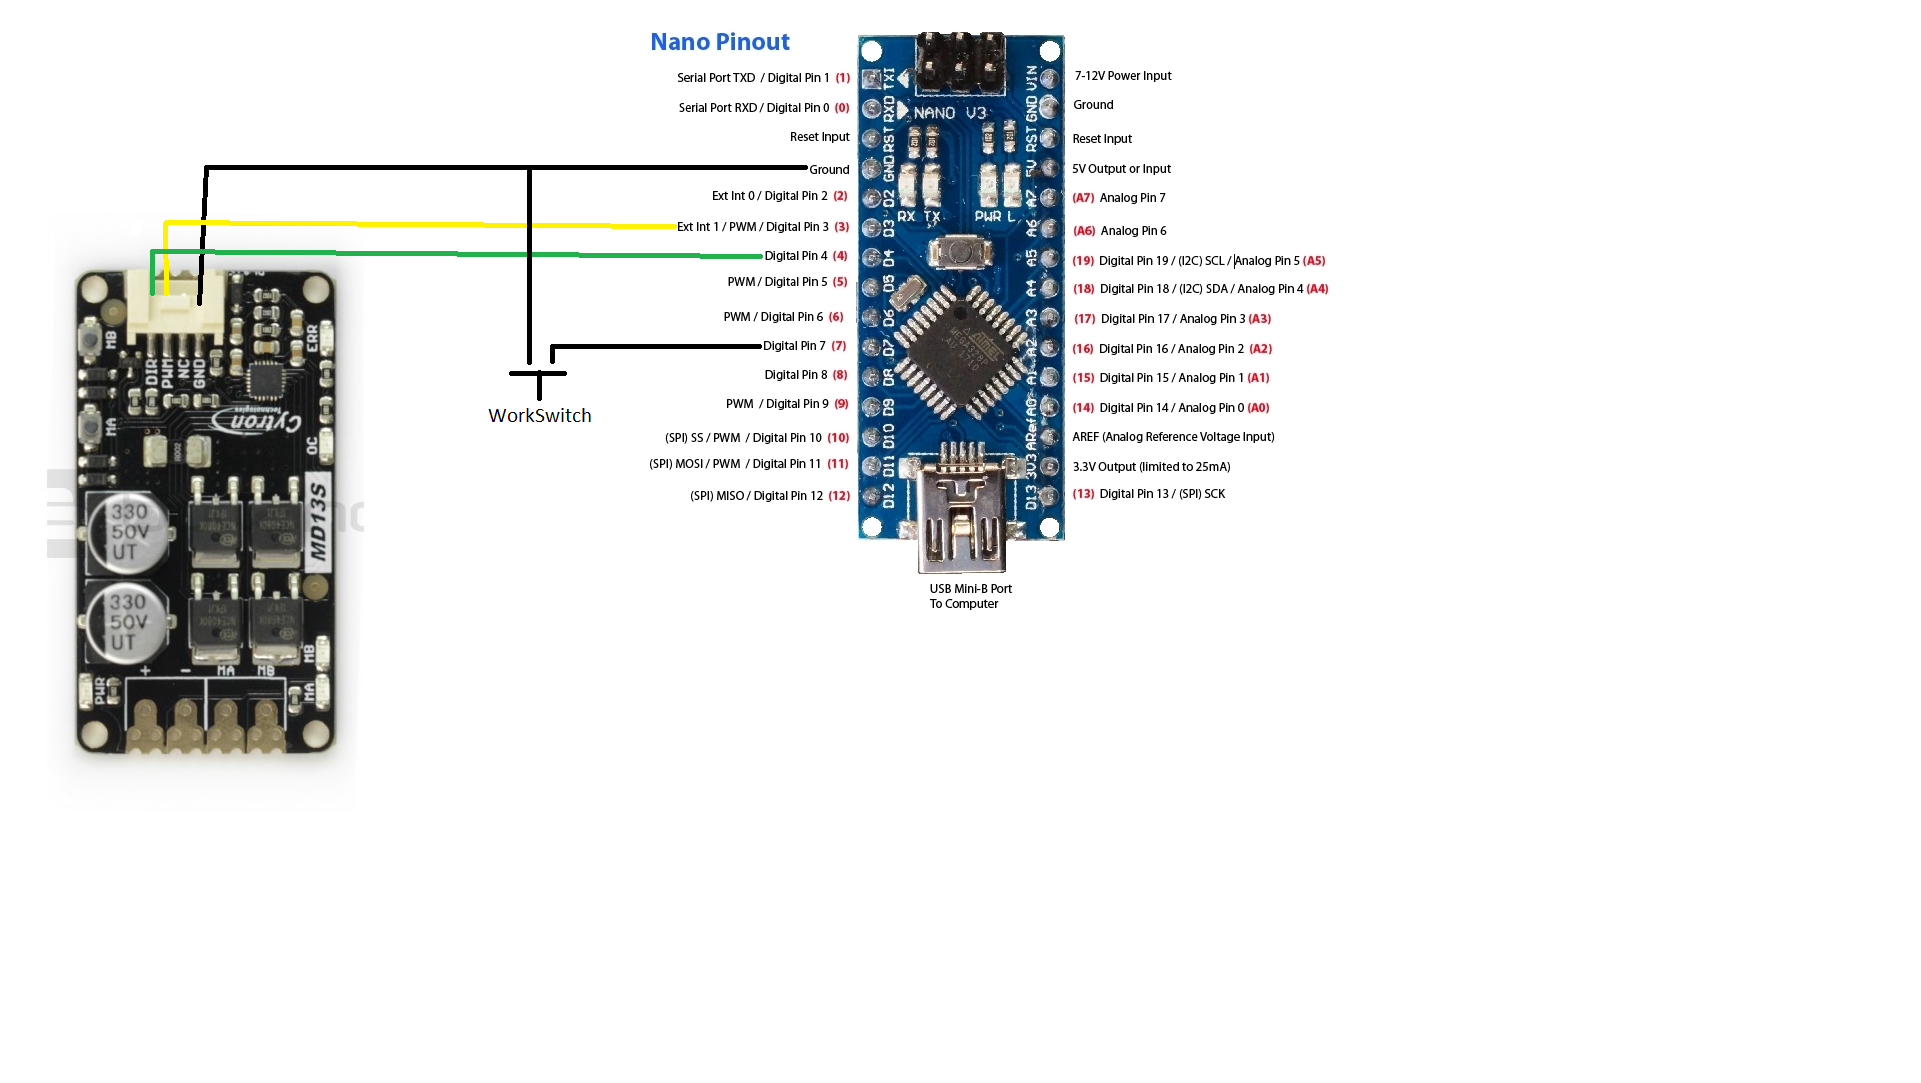 Nano Pinout
Serial Port TXD / Digital Pin 1 (1)
Serial Port RXD / Digital Pin 0 (0)
Reset Input
Ground
Ext Int 0 / Digital Pin 2 (2)
Ext Int 1 / PWM / Digital Pin 3 (3)
Digital Pin 4 (4)
PWM / Digital Pin 5 (5)
PWM / Digital Pin 6 (6)
Digital Pin 7 (7)
Digital Pin 8 (8)
PWM / Digital Pin 9 (9)
(SPI) SS / PWM / Digital Pin 10 (10)
(SPI) MOSI / PWM / Digital Pin 11 (11)
(SPI) MISO / Digital Pin 12 (12)
7-12V Power Input
Ground
Reset Input
5V Output or Input
(A7) Analog Pin 7
(A6) Analog Pin 6
(19) Digital Pin 19 / (I2C) SCL / Analog Pin 5 (A5)
(18) Digital Pin 18 / (I2C) SDA / Analog Pin 4 (A4)
(17) Digital Pin 17 / Analog Pin 3 (A3)
(16) Digital Pin 16 / Analog Pin 2 (A2)
(15) Digital Pin 15 / Analog Pin 1 (A1)
(14) Digital Pin 14 / Analog Pin 0 (A0)
AREF (Analog Reference Voltage Input)
3.3V Output (limited to 25mA)
(13) Digital Pin 13 / (SPI) SCK
USB Mini-B Port
To Computer
WorkSwitch
NANO V3
TX1
RXD
RST
GND
D2
D3
D4
D5
D6
D7
D8
D9
D10
D11
D12
VIN
GND
RST
5V
A7
A6
A5
A4
A3
A2
A1
A0
ARef
3V3
D13
RX TX PWR L
ATMEL
MB
MA
DIR
PWM
NC
GND
ERR
OC
Cytron
Technologies
MD13S
330
50V
UT
330
50V
UT
+ - MA MB
PWR
MB
MA